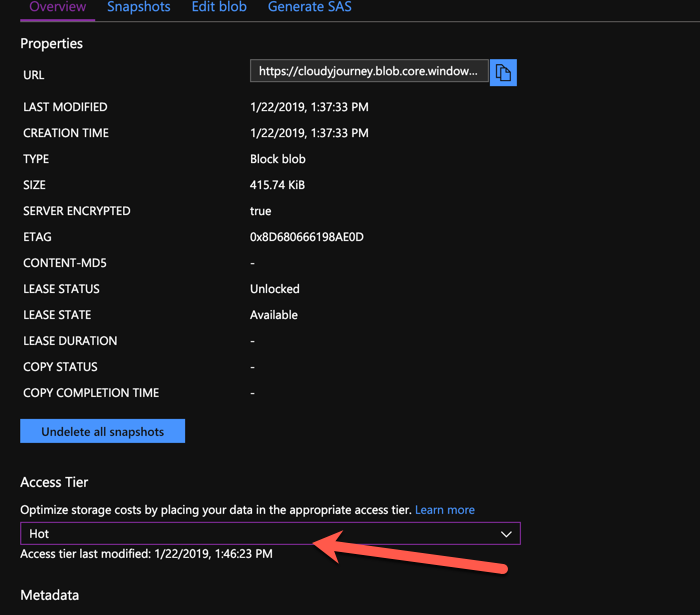 Overview Snapshots Edit blob Generate SAS
Properties
URL https://cloudyjourney.blob.core.window...
LAST MODIFIED 1/22/2019, 1:37:33 PM
CREATION TIME 1/22/2019, 1:37:33 PM
TYPE Block blob
SIZE 415.74 KiB
SERVER ENCRYPTED true
ETAG 0x8D680666198AE0D
CONTENT-MD5 -
LEASE STATUS Unlocked
LEASE STATE Available
LEASE DURATION -
COPY STATUS -
COPY COMPLETION TIME -
Undelete all snapshots
Access Tier
Optimize storage costs by placing your data in the appropriate access tier. Learn more
Hot
Access tier last modified: 1/22/2019, 1:46:23 PM
Metadata